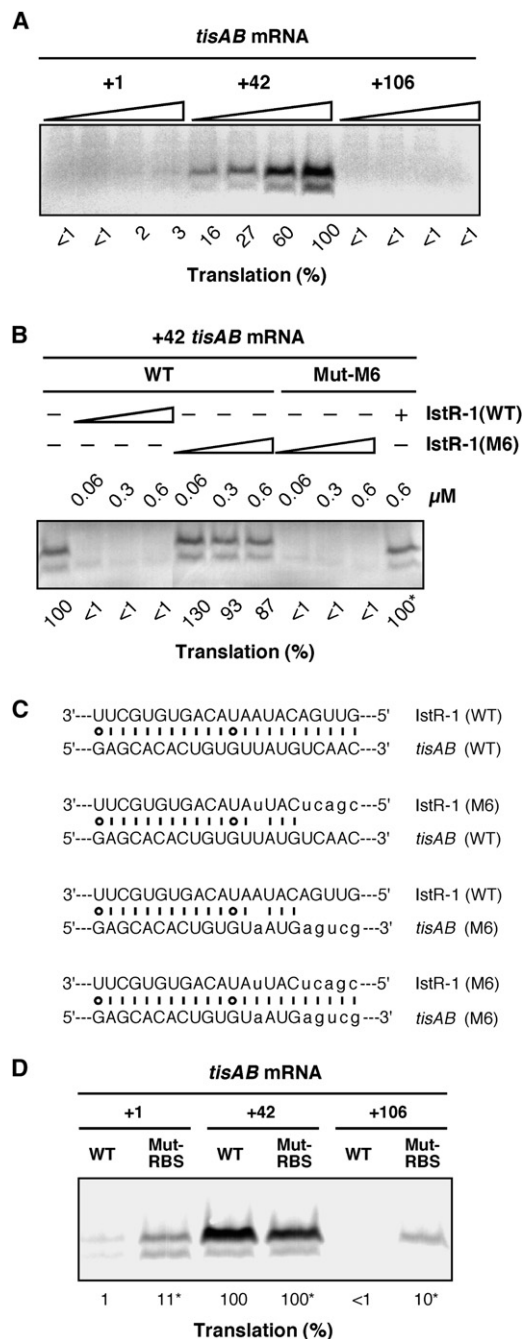 A
tisAB mRNA
+1 +42 +106
<1 <1 2 3 16 27 60 100 <1 <1 <1 <1
Translation (%)
B
+42 tisAB mRNA
WT Mut-M6
– – – – – – – + IstR-1(WT)
– – – – – IstR-1(M6)
0.06 0.3 0.6 0.06 0.3 0.6 0.06 0.3 0.6 0.6 µM
100 <1 <1 <1 130 93 87 <1 <1 <1 100*
Translation (%)
C
3'---UUCGUGUGACAUAAUACAGUUG---5' IstR-1 (WT)
5'---GAGCACACUGUGUUAUGUCAAC---3' tisAB (WT)
3'---UUCGUGUGACAUAuUACucagc---5' IstR-1 (M6)
5'---GAGCACACUGUGUUAUGUCAAC---3' tisAB (WT)
3'---UUCGUGUGACAUAAUACAGUUG---5' IstR-1 (WT)
5'---GAGCACACUGUGUaAUGagucg---3' tisAB (M6)
3'---UUCGUGUGACAUAuUACucagc---5' IstR-1 (M6)
5'---GAGCACACUGUGUaAUGagucg---3' tisAB (M6)
D
tisAB mRNA
+1 +42 +106
WT Mut-RBS WT Mut-RBS WT Mut-RBS
1 11* 100 100* <1 10*
Translation (%)